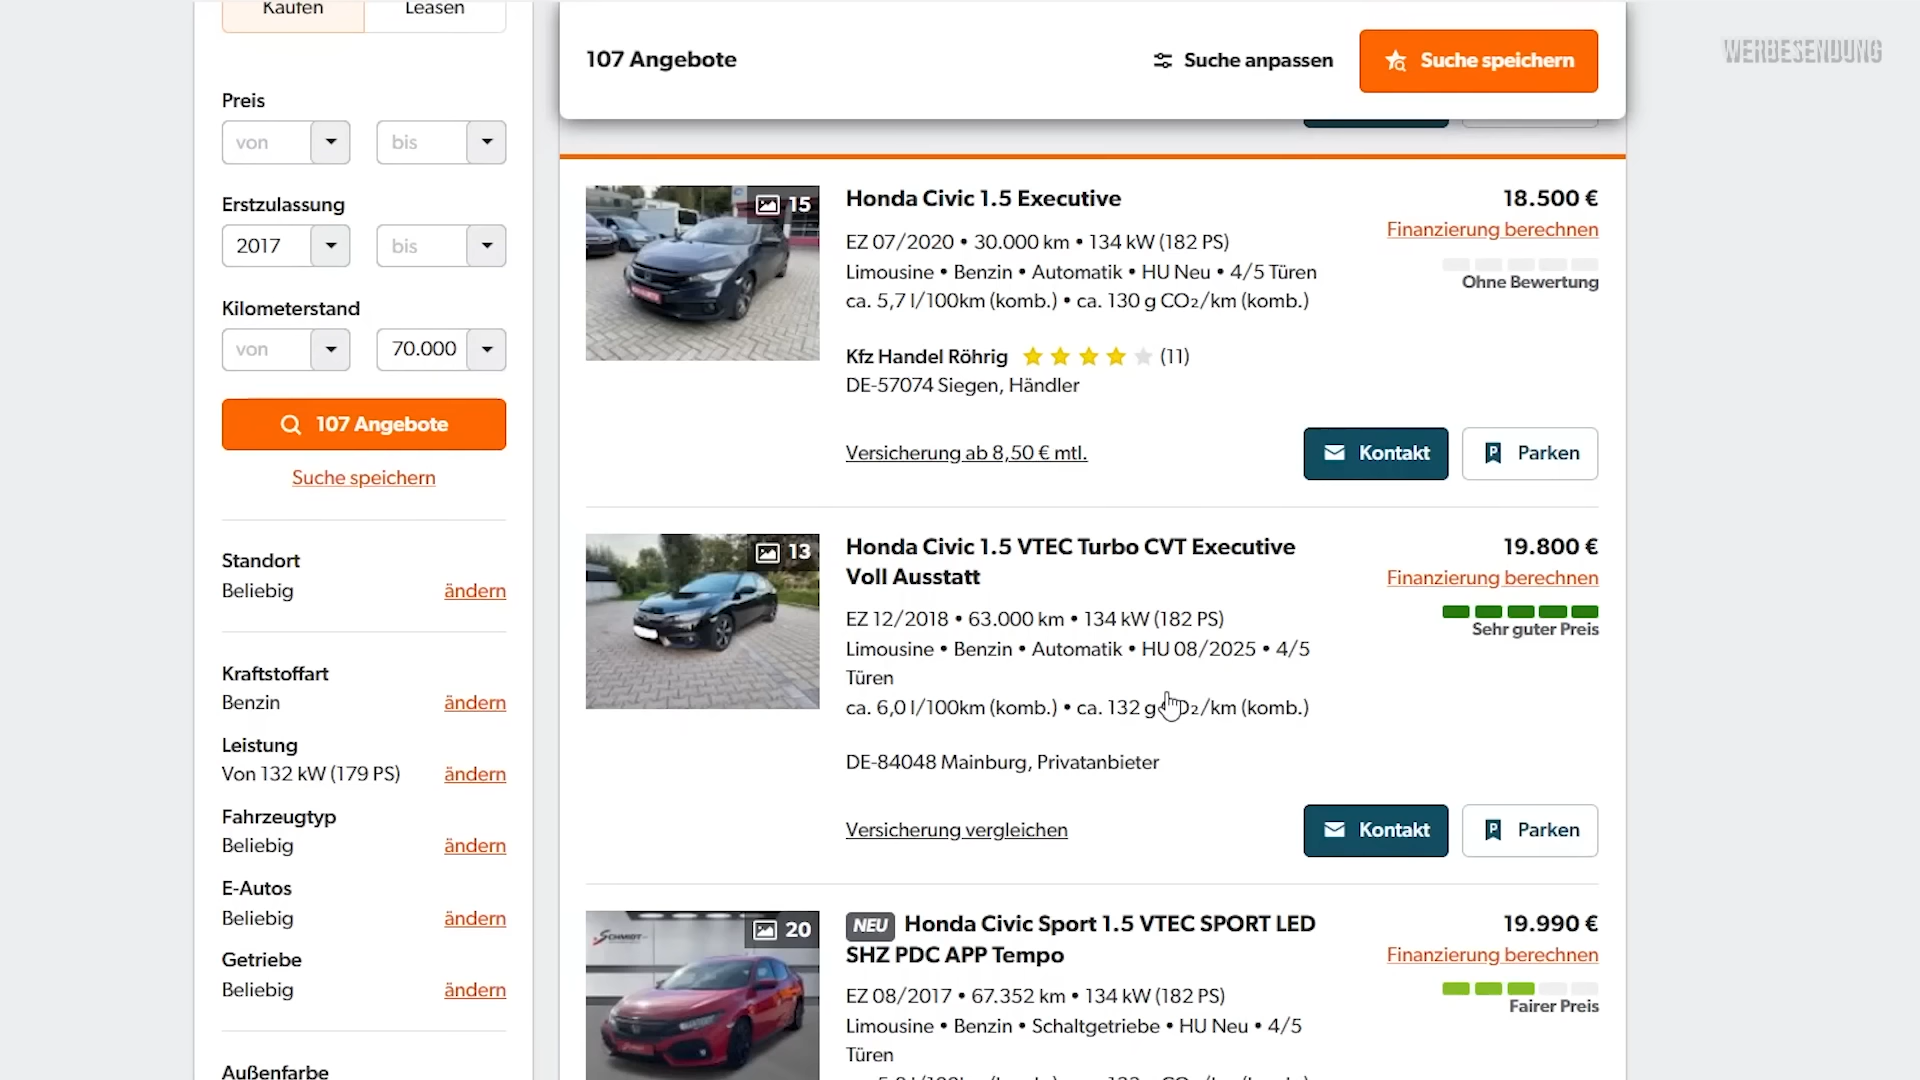 Kaufen
Leasen
Preis
von
bis
Erstzulassung
2017
bis
Kilometerstand
von
70.000
107 Angebote
Suche speichern
Standort
Beliebig
ändern
Kraftstoffart
Benzin
ändern
Leistung
Von 132 kW (179 PS)
ändern
Fahrzeugtyp
Beliebig
ändern
E-Autos
Beliebig
ändern
Getriebe
Beliebig
ändern
Außenfarbe
107 Angebote
Suche anpassen
Suche speichern
WERBESENDUNG
15
Honda Civic 1.5 Executive
18.500 €
Finanzierung berechnen
Ohne Bewertung
EZ 07/2020 • 30.000 km • 134 kW (182 PS)
Limousine • Benzin • Automatik • HU Neu • 4/5 Türen
ca. 5,7 l/100km (komb.) • ca. 130 g CO₂/km (komb.)
Kfz Handel Röhrig
(11)
DE-57074 Siegen, Händler
Versicherung ab 8,50 € mtl.
Kontakt
Parken
13
Honda Civic 1.5 VTEC Turbo CVT Executive
Voll Ausstatt
19.800 €
Finanzierung berechnen
Sehr guter Preis
EZ 12/2018 • 63.000 km • 134 kW (182 PS)
Limousine • Benzin • Automatik • HU 08/2025 • 4/5
Türen
ca. 6,0 l/100km (komb.) • ca. 132 g CO₂/km (komb.)
DE-84048 Mainburg, Privatanbieter
Versicherung vergleichen
Kontakt
Parken
SCHMIDT
20
NEU Honda Civic Sport 1.5 VTEC SPORT LED
SHZ PDC APP Tempo
19.990 €
Finanzierung berechnen
Fairer Preis
EZ 08/2017 • 67.352 km • 134 kW (182 PS)
Limousine • Benzin • Schaltgetriebe • HU Neu • 4/5
Türen